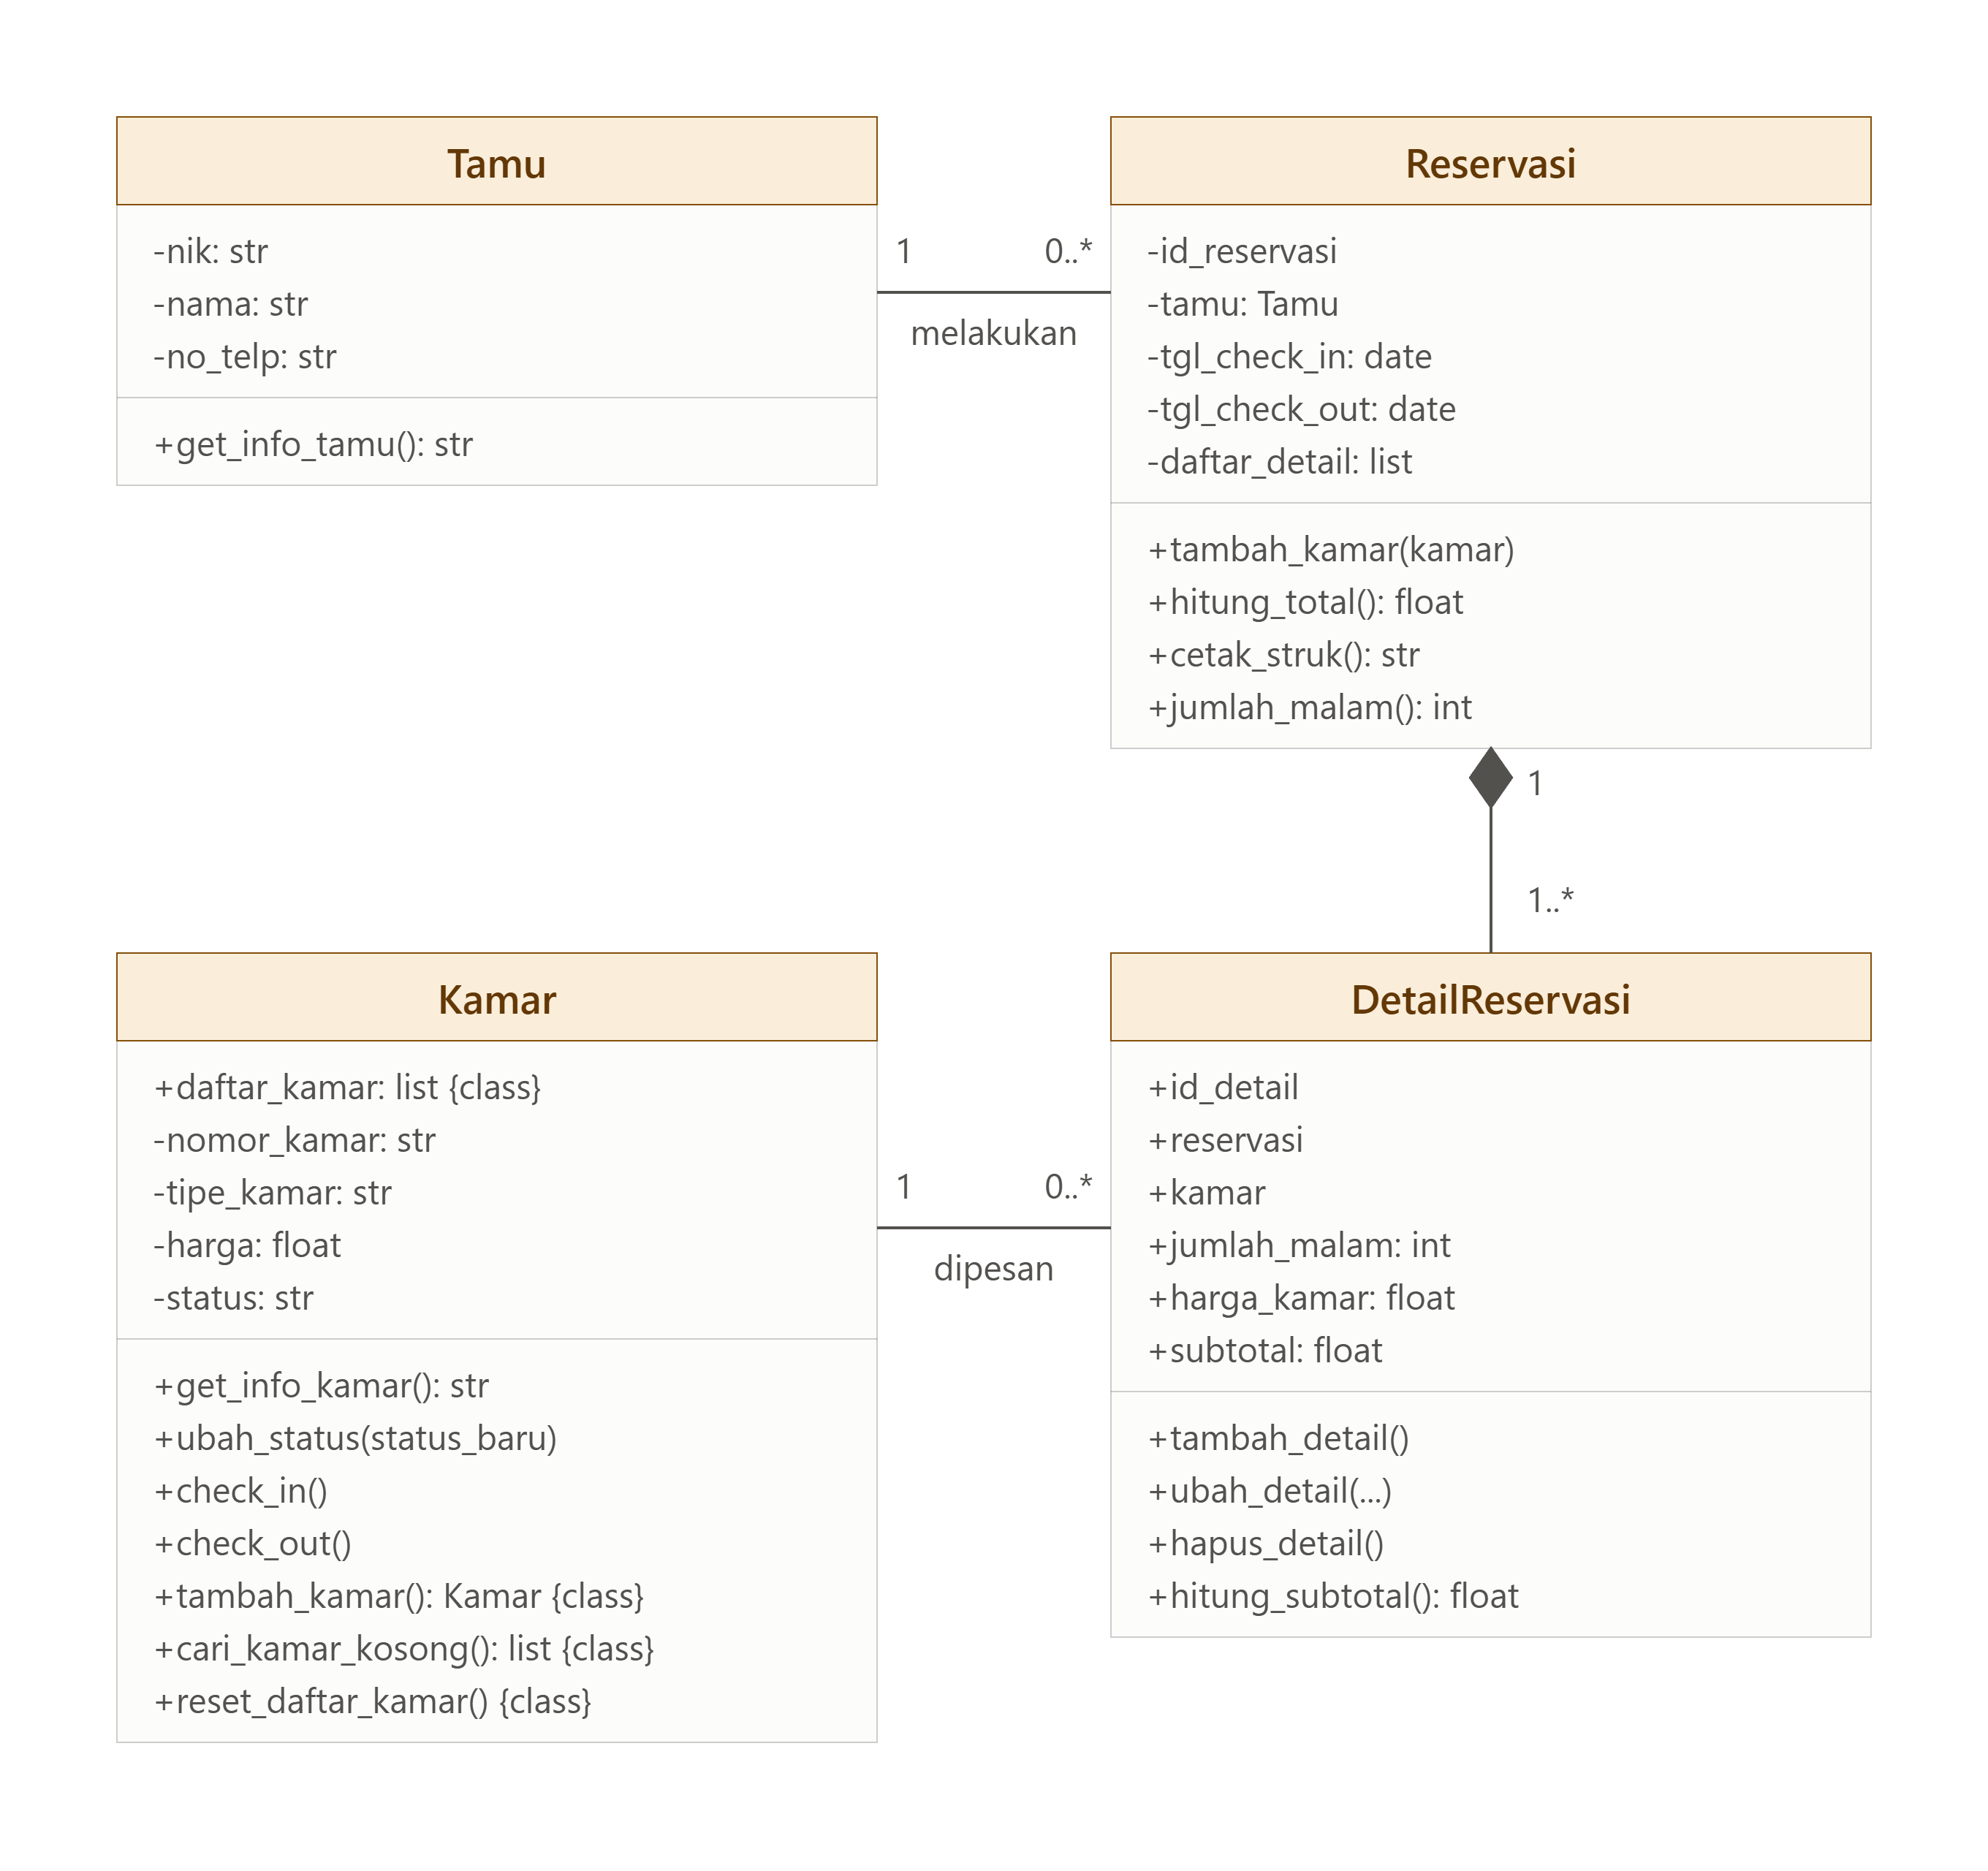 Tamu
-nik: str
-nama: str
-no_telp: str
+get_info_tamu(): str
1
0..*
melakukan
Reservasi
-id_reservasi
-tamu: Tamu
-tgl_check_in: date
-tgl_check_out: date
-daftar_detail: list
+tambah_kamar(kamar)
+hitung_total(): float
+cetak_struk(): str
+jumlah_malam(): int
1
1..*
Kamar
+daftar_kamar: list {class}
-nomor_kamar: str
-tipe_kamar: str
-harga: float
-status: str
+get_info_kamar(): str
+ubah_status(status_baru)
+check_in()
+check_out()
+tambah_kamar(): Kamar {class}
+cari_kamar_kosong(): list {class}
+reset_daftar_kamar() {class}
1
0..*
dipesan
DetailReservasi
+id_detail
+reservasi
+kamar
+jumlah_malam: int
+harga_kamar: float
+subtotal: float
+tambah_detail()
+ubah_detail(...)
+hapus_detail()
+hitung_subtotal(): float